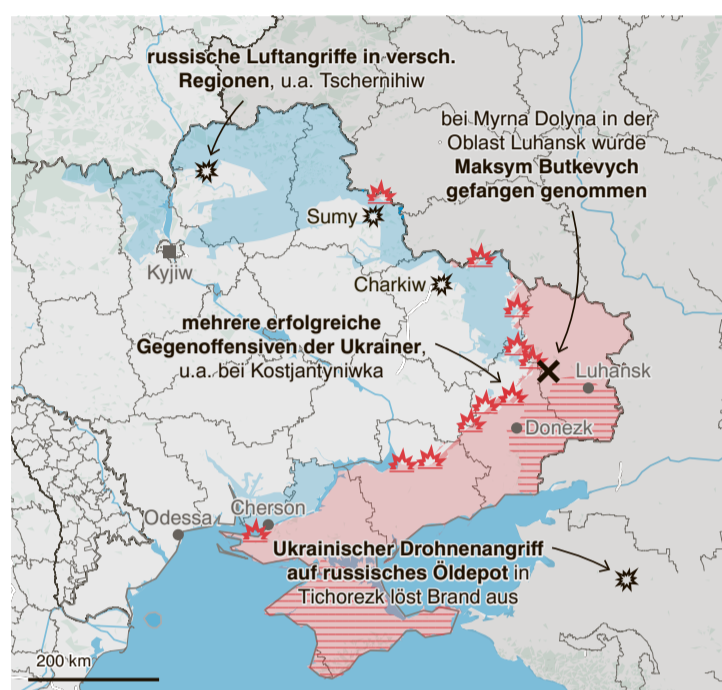 russische Luftangriffe in versch.
Regionen, u.a. Tschernihiw
bei Myrna Dolyna in der
Oblast Luhansk wurde
Maksym Butkevych
gefangen genommen
Sumy
Kyjiw
Charkiw
mehrere erfolgreiche
Gegenoffensiven der Ukrainer,
u.a. bei Kostjantyniwka
Luhansk
Donezk
Cherson
Odessa
Ukrainischer Drohnenangriff
auf russisches Öldepot in
Tichorezk löst Brand aus
200 km